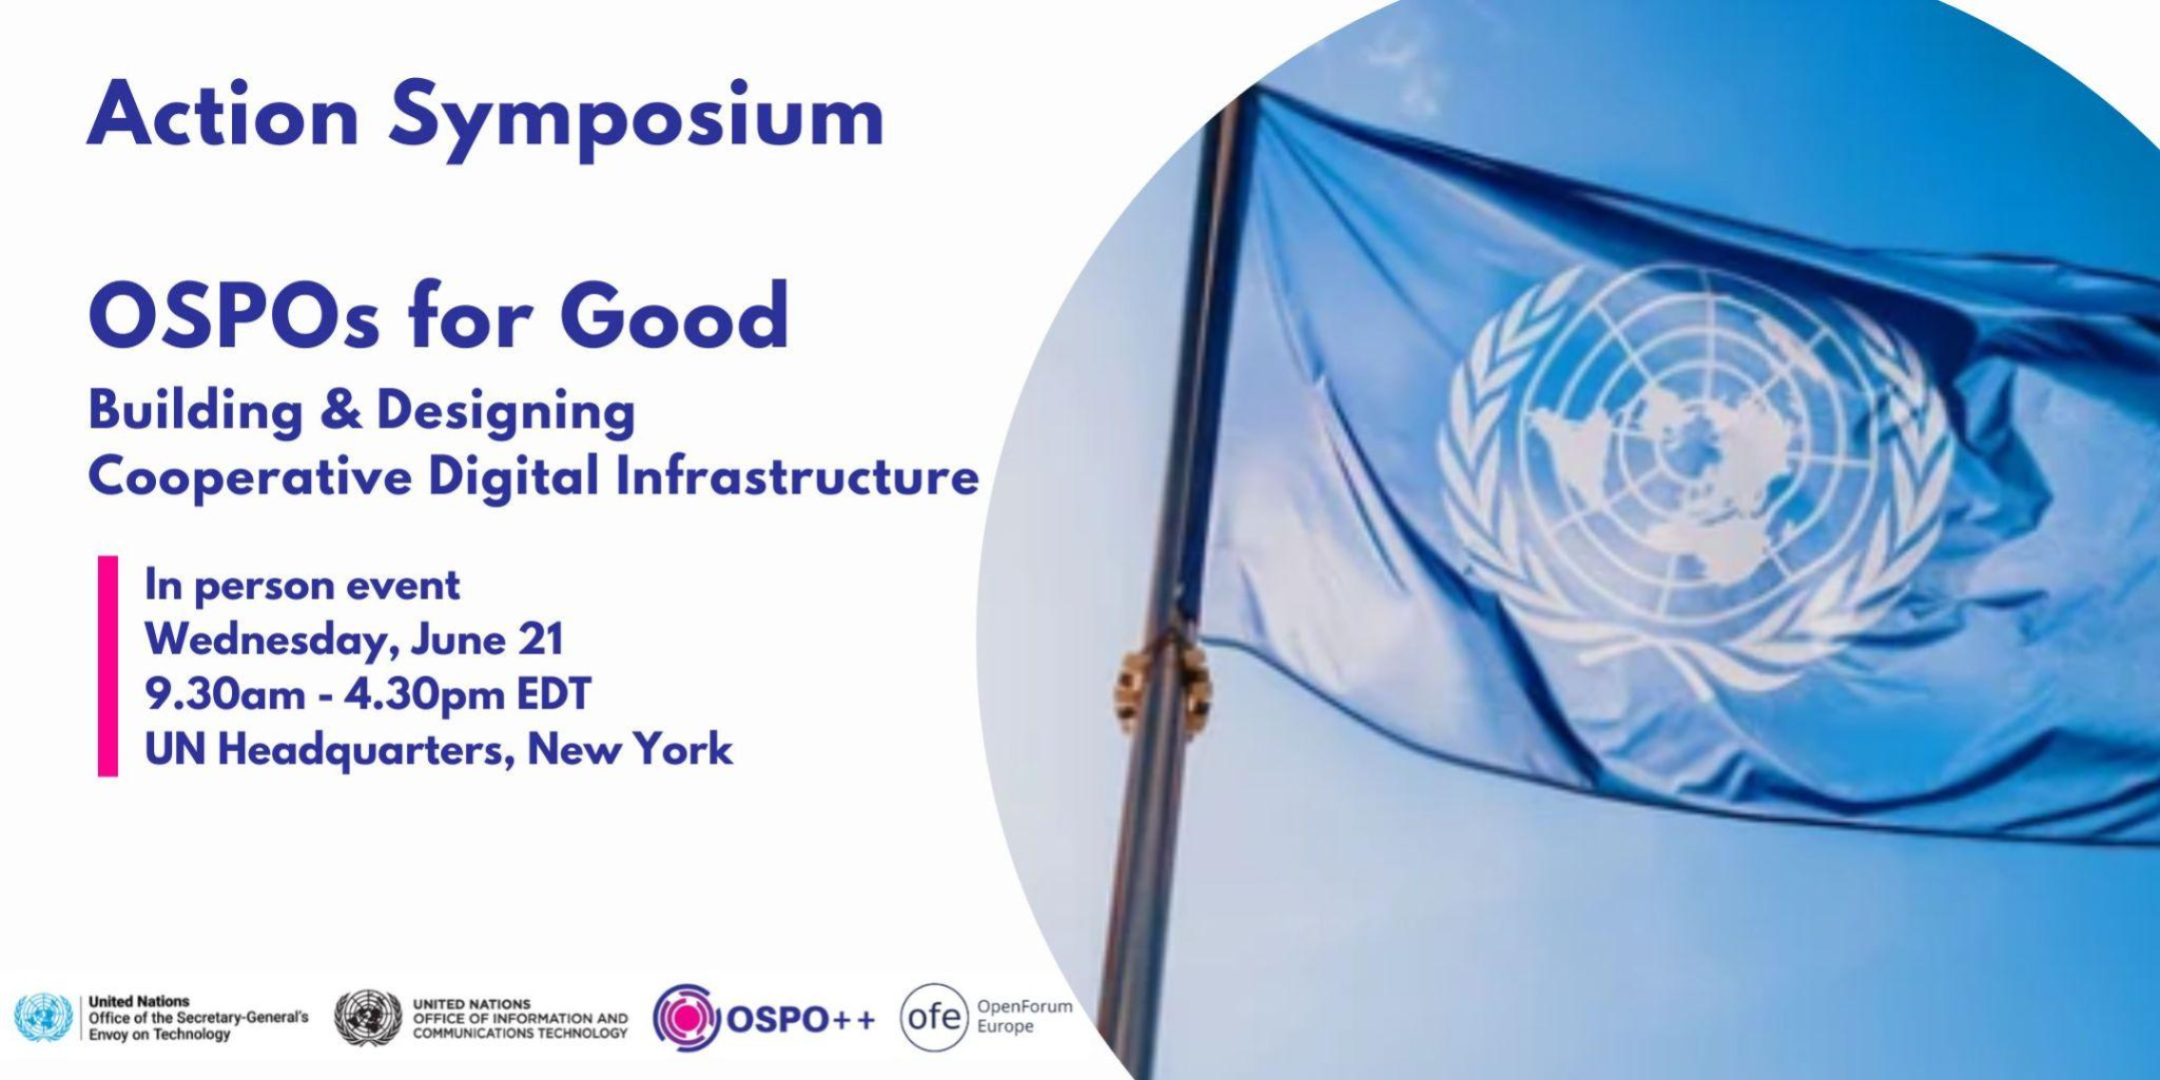 Action Symposium
OSPOs for Good
Building & Designing
Cooperative Digital Infrastructure
In person event
Wednesday, June 21
9.30am - 4.30pm EDT
UN Headquarters, New York
United Nations
Office of the Secretary-General's
Envoy on Technology
UNITED NATIONS
OFFICE OF INFORMATION AND
COMMUNICATIONS TECHNOLOGY
OSPO++
ofe
OpenForum
Europe